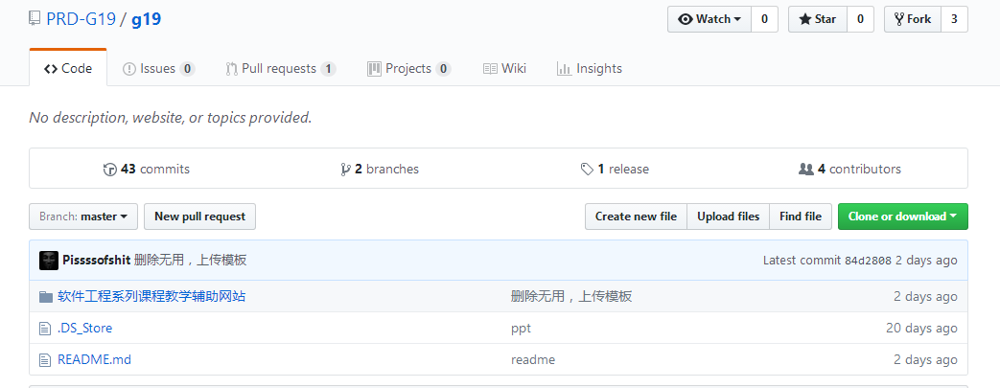 PRD-G19 / g19 Watch 0 Star 0 Fork 3
Code Issues 0 Pull requests 1 Projects 0 Wiki Insights
No description, website, or topics provided.
43 commits 2 branches 1 release 4 contributors
Branch: master New pull request Create new file Upload files Find file Clone or download
Pissssofshit 删除无用，上传模板 Latest commit 84d2808 2 days ago
软件工程系列课程教学辅助网站 删除无用，上传模板 2 days ago
.DS_Store ppt 20 days ago
README.md readme 2 days ago